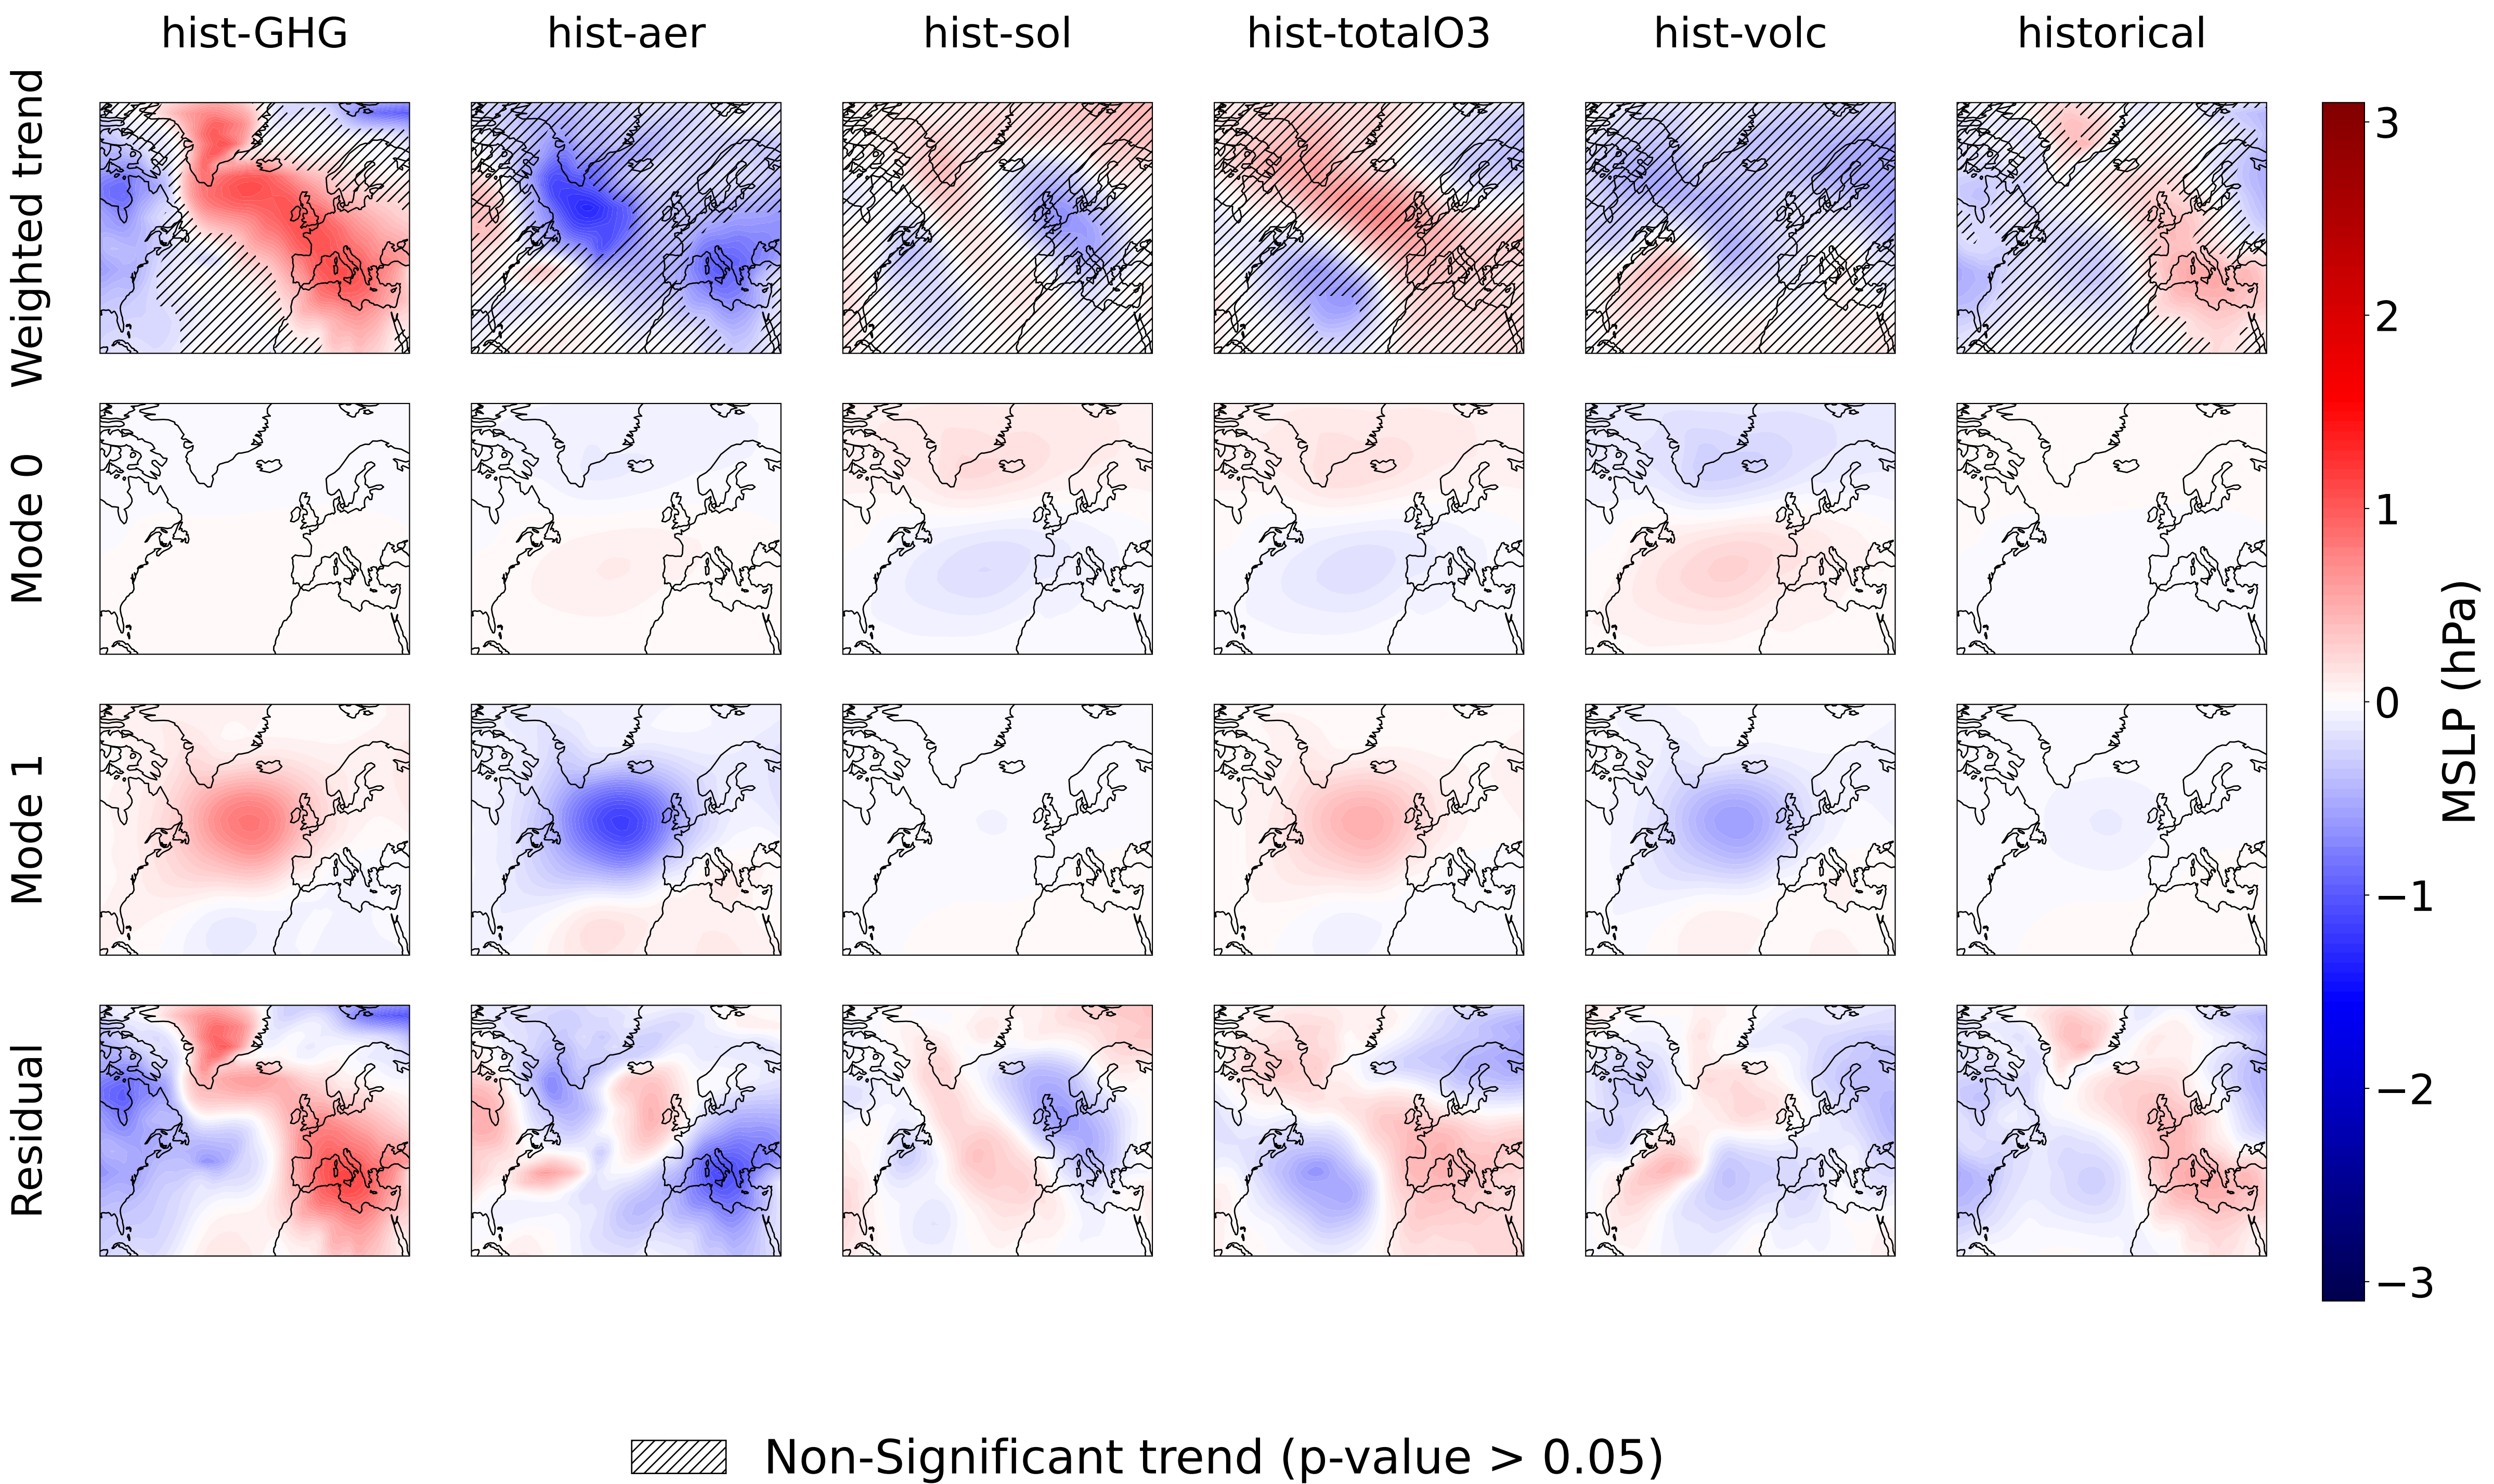 hist-GHG hist-aer hist-sol hist-totalO3 hist-volc historical
Weighted trend
Mode 0
Mode 1
Residual
3
2
1
0
−1
−2
−3
MSLP (hPa)
Non-Significant trend (p-value > 0.05)